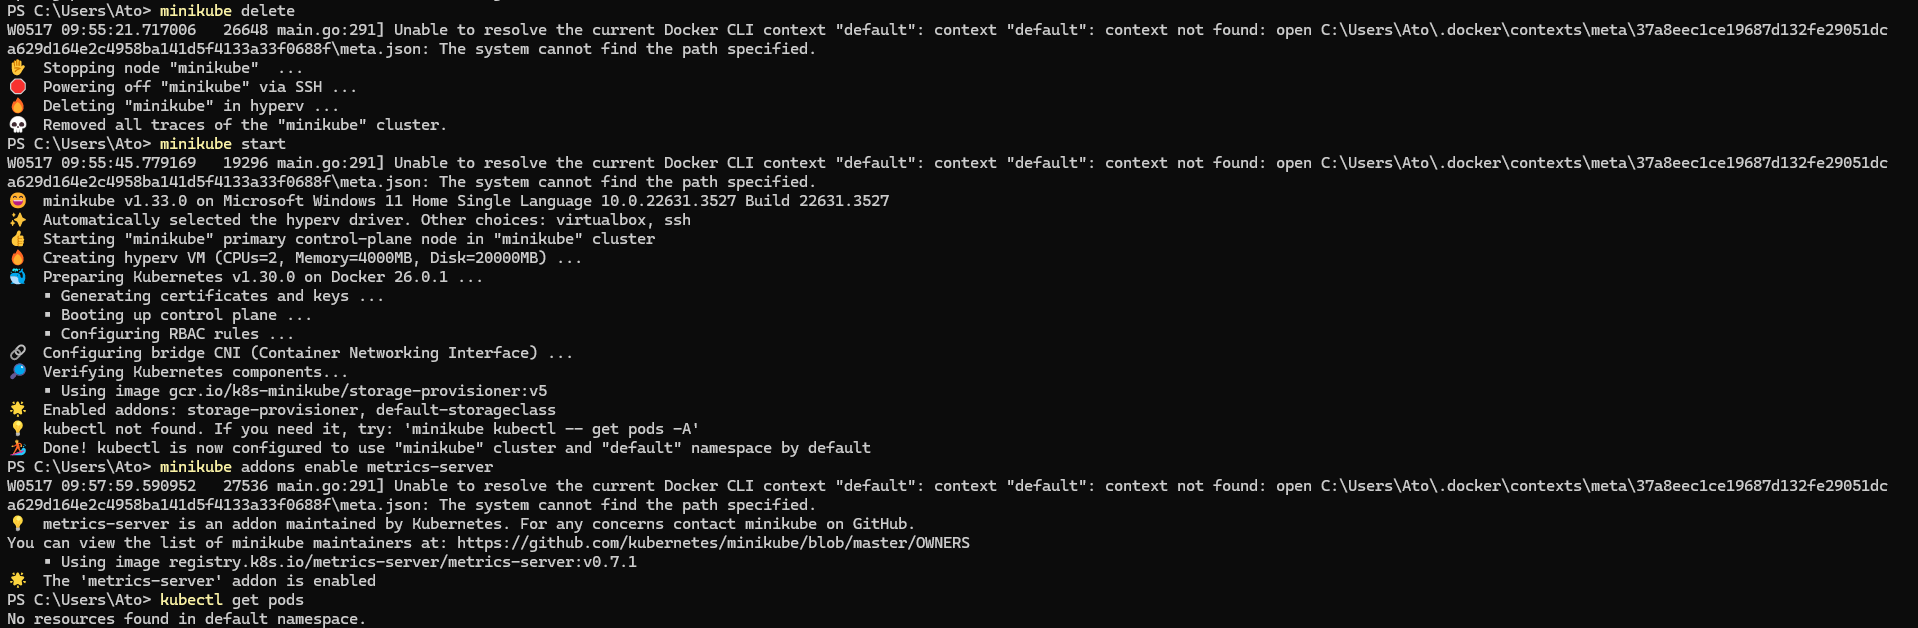 PS C:\Users\Ato> minikube delete
W0517 09:55:21.717006   26648 main.go:291] Unable to resolve the current Docker CLI context "default": context "default": context not found: open C:\Users\Ato\.docker\contexts\meta\37a8eec1ce19687d132fe29051dc
a629d164e2c4958ba141d5f4133a33f0688f\meta.json: The system cannot find the path specified.
✋  Stopping node "minikube"  ...
🛑  Powering off "minikube" via SSH ...
🔥  Deleting "minikube" in hyperv ...
💀  Removed all traces of the "minikube" cluster.
PS C:\Users\Ato> minikube start
W0517 09:55:45.779169   19296 main.go:291] Unable to resolve the current Docker CLI context "default": context "default": context not found: open C:\Users\Ato\.docker\contexts\meta\37a8eec1ce19687d132fe29051dc
a629d164e2c4958ba141d5f4133a33f0688f\meta.json: The system cannot find the path specified.
😄  minikube v1.33.0 on Microsoft Windows 11 Home Single Language 10.0.22631.3527 Build 22631.3527
✨  Automatically selected the hyperv driver. Other choices: virtualbox, ssh
👍  Starting "minikube" primary control-plane node in "minikube" cluster
🔥  Creating hyperv VM (CPUs=2, Memory=4000MB, Disk=20000MB) ...
🐳  Preparing Kubernetes v1.30.0 on Docker 26.0.1 ...
    ▪ Generating certificates and keys ...
    ▪ Booting up control plane ...
    ▪ Configuring RBAC rules ...
🔗  Configuring bridge CNI (Container Networking Interface) ...
🔎  Verifying Kubernetes components...
    ▪ Using image gcr.io/k8s-minikube/storage-provisioner:v5
🌟  Enabled addons: storage-provisioner, default-storageclass
💡  kubectl not found. If you need it, try: 'minikube kubectl -- get pods -A'
🏄  Done! kubectl is now configured to use "minikube" cluster and "default" namespace by default
PS C:\Users\Ato> minikube addons enable metrics-server
W0517 09:57:59.590952   27536 main.go:291] Unable to resolve the current Docker CLI context "default": context "default": context not found: open C:\Users\Ato\.docker\contexts\meta\37a8eec1ce19687d132fe29051dc
a629d164e2c4958ba141d5f4133a33f0688f\meta.json: The system cannot find the path specified.
💡  metrics-server is an addon maintained by Kubernetes. For any concerns contact minikube on GitHub.
You can view the list of minikube maintainers at: https://github.com/kubernetes/minikube/blob/master/OWNERS
    ▪ Using image registry.k8s.io/metrics-server/metrics-server:v0.7.1
🌟  The 'metrics-server' addon is enabled
PS C:\Users\Ato> kubectl get pods
No resources found in default namespace.